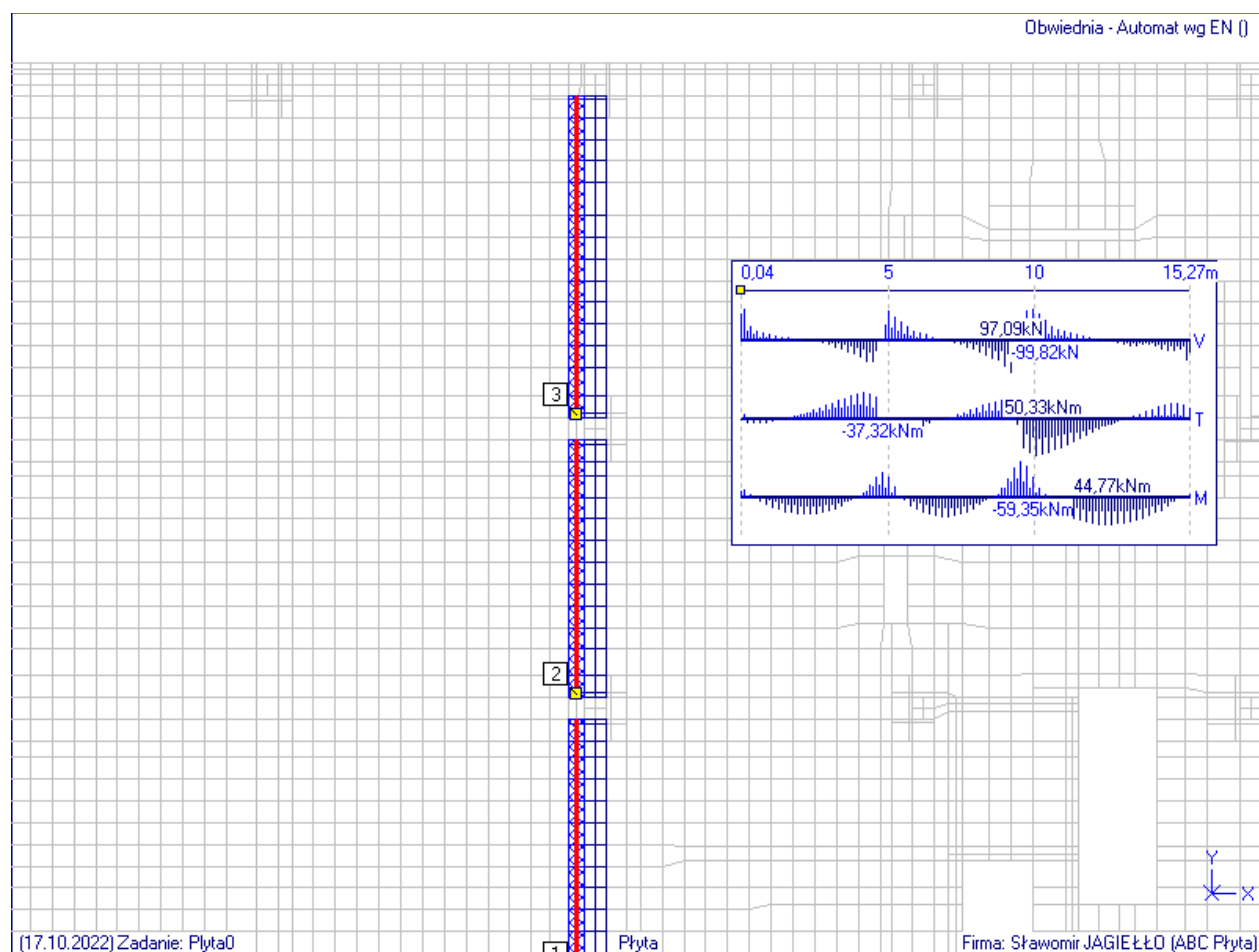 Obwiednia - Automat wg EN ()
0,04 5 10 15,27m
97,09kN
V
-99,82kN
3
50,33kNm
T
-37,32kNm
44,77kNm
M
-59,35kNm
2
Y
X
1
(17.10.2022) Zadanie: Plyta0 Płyta Firma: Sławomir JAGIEŁŁO (ABC Płyta)